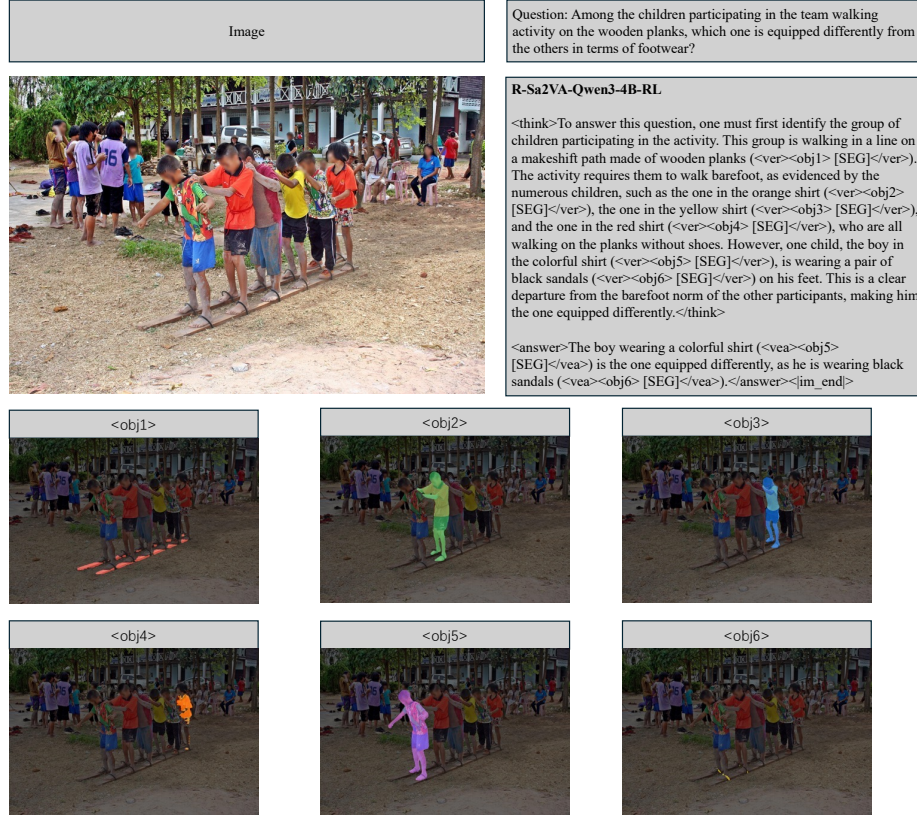 Image
Question: Among the children participating in the team walking
activity on the wooden planks, which one is equipped differently from
the others in terms of footwear?
R-Sa2VA-Qwen3-4B-RL
<think>To answer this question, one must first identify the group of
children participating in the activity. This group is walking in a line on
a makeshift path made of wooden planks (<ver><obj1> [SEG]</ver>).
The activity requires them to walk barefoot, as evidenced by the
numerous children, such as the one in the orange shirt (<ver><obj2>
[SEG]</ver>), the one in the yellow shirt (<ver><obj3> [SEG]</ver>),
and the one in the red shirt (<ver><obj4> [SEG]</ver>), who are all
walking on the planks without shoes. However, one child, the boy in
the colorful shirt (<ver><obj5> [SEG]</ver>), is wearing a pair of
black sandals (<ver><obj6> [SEG]</ver>) on his feet. This is a clear
departure from the barefoot norm of the other participants, making him
the one equipped differently.</think>
<answer>The boy wearing a colorful shirt (<vea><obj5>
[SEG]</vea>) is the one equipped differently, as he is wearing black
sandals (<vea><obj6> [SEG]</vea>).</answer><|im_end|>
16
<obj1>
<obj2>
<obj3>
<obj4>
<obj5>
<obj6>